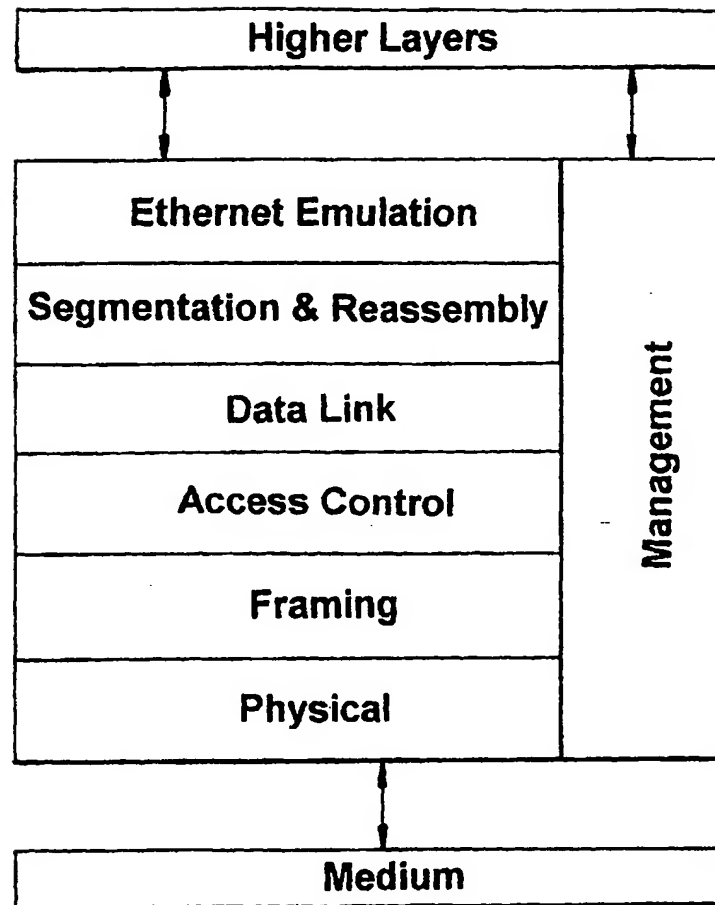 Higher Layers
Ethernet Emulation
Segmentation & Reassembly
Data Link
Access Control
Framing
Physical
Management
Medium